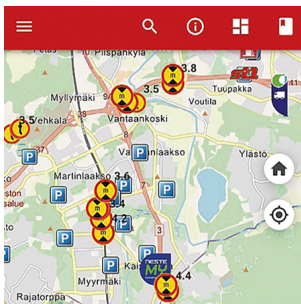 Piispankylä
3.8
3.5
Tuupakka
Myllymäki
Voutila
Vantaankoski
3.5
Vehkala
P
P
Ylästö
Martinlaakso 3.6
P
P
3.4
4.2
P
P
3
P
P
NESTE
MY
Myyrmäki
4.4
Rajatorppa